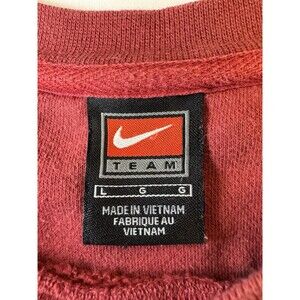 TEAM
L G G
MADE IN VIETNAM
FABRIQUE AU
VIETNAM